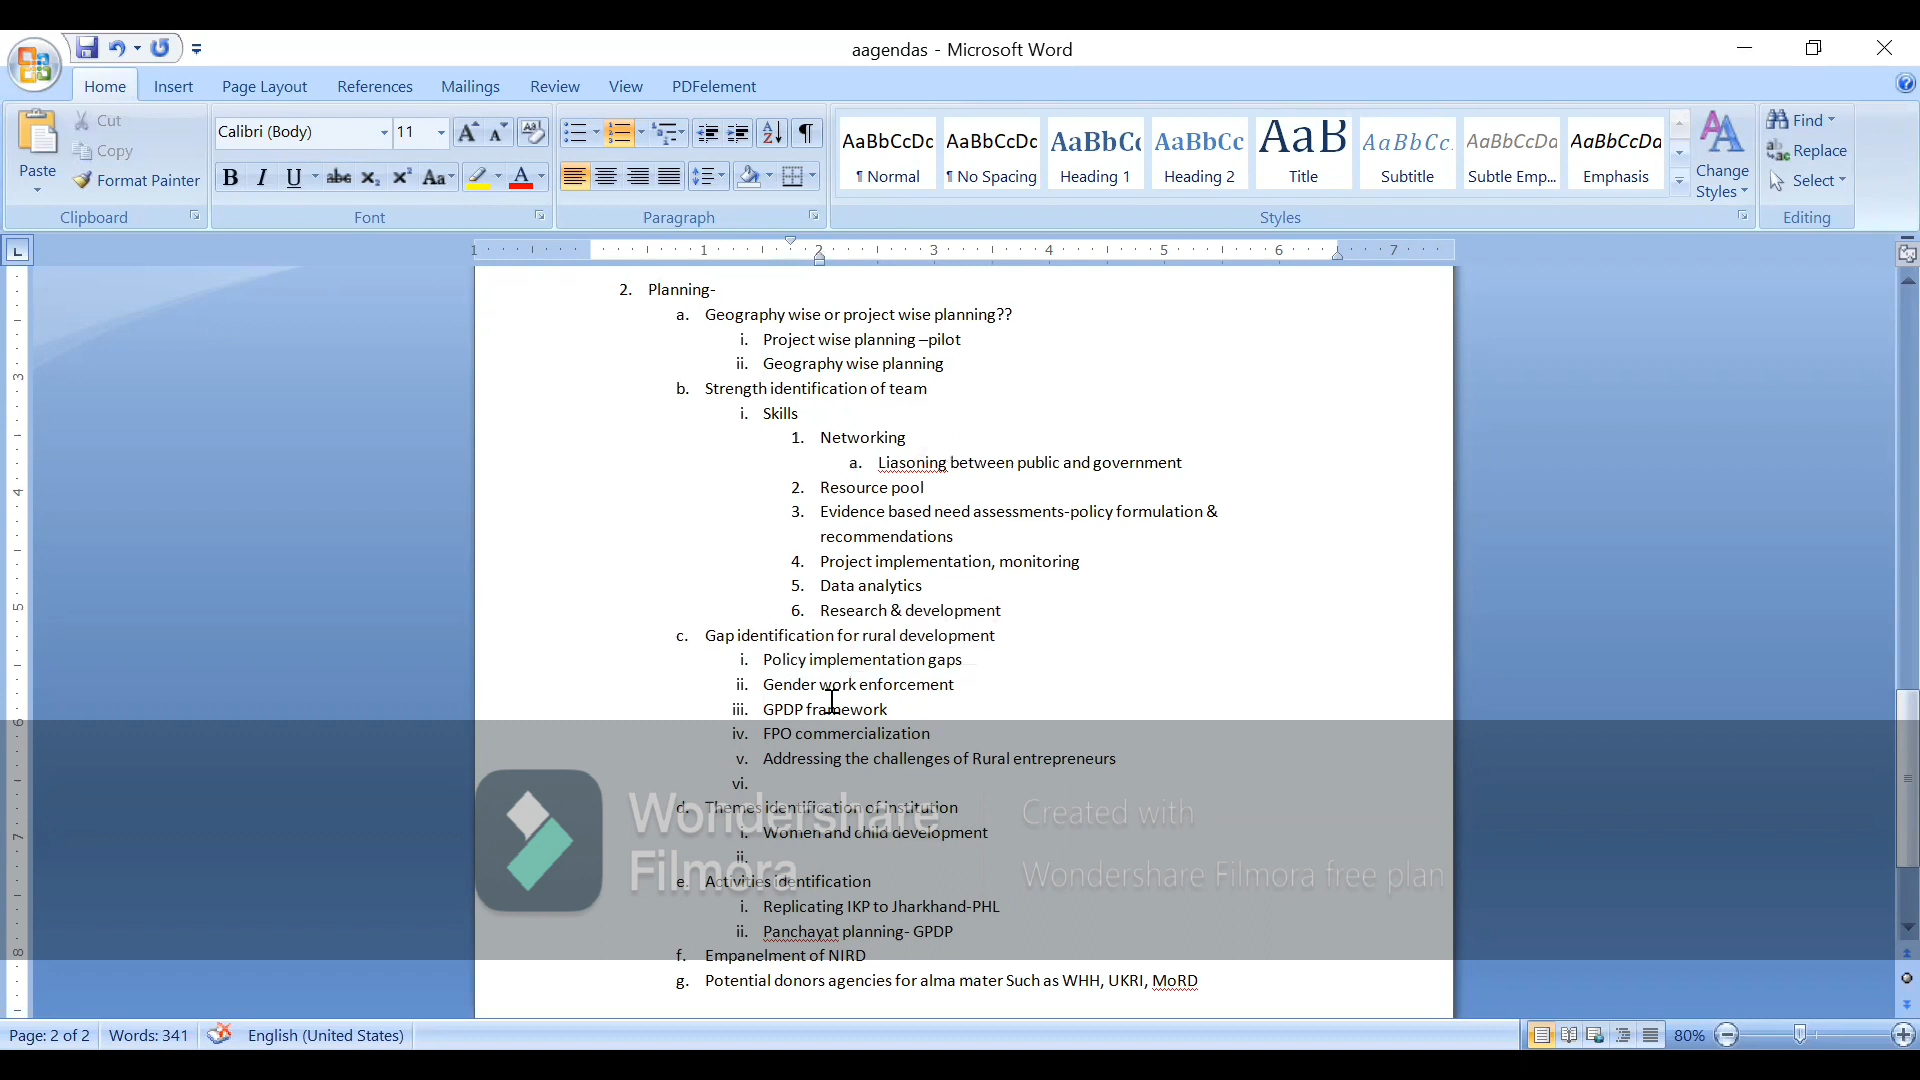 aagendas - Microsoft Word
Home Insert Page Layout References Mailings Review View PDFelement
Paste
Cut
Copy
Format Painter
Clipboard
Calibri (Body) 11
Font
Paragraph
AaBbCcDc AaBbCcDc AaBbC AaBbCc AaB AaBbCc. AaBbCcDa AaBbCcDa
¶ Normal ¶ No Spacing Heading 1 Heading 2 Title Subtitle Subtle Emp... Emphasis
Change Styles
Styles
Find
Replace
Select
Editing
1 1 2 3 4 5 6 7
2. Planning-
a. Geography wise or project wise planning??
i. Project wise planning –pilot
ii. Geography wise planning
b. Strength identification of team
i. Skills
1. Networking
a. Liasoning between public and government
2. Resource pool
3. Evidence based need assessments-policy formulation &
recommendations
4. Project implementation, monitoring
5. Data analytics
6. Research & development
c. Gap identification for rural development
i. Policy implementation gaps
ii. Gender work enforcement
iii. GPDP framework
iv. FPO commercialization
v. Addressing the challenges of Rural entrepreneurs
vi.
d. Themes identification of institution
i. Women and child development
ii.
e. Activities identification
i. Replicating IKP to Jharkhand-PHL
ii. Panchayat planning- GPDP
f. Empanelment of NIRD
g. Potential donors agencies for alma mater Such as WHH, UKRI, MoRD
Wondershare
Filmora
Created with
Wondershare Filmora free plan
Page: 2 of 2 Words: 341 English (United States) 80%